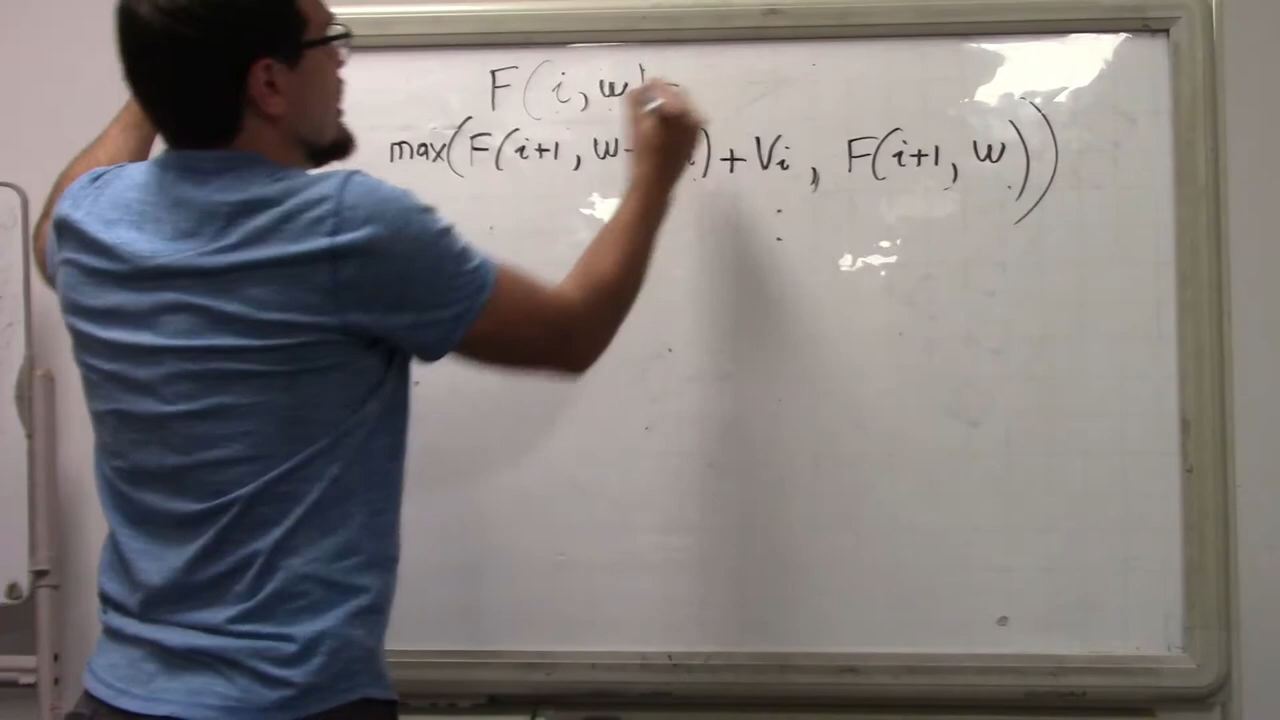 F(i, w
max(F(i+1, w- i) + Vi , F(i+1, w))